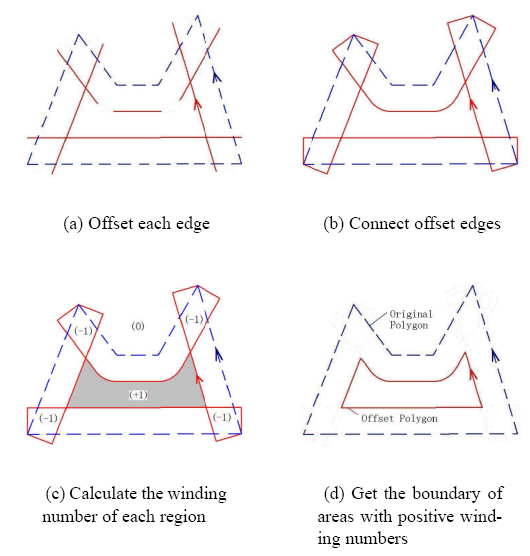 (a) Offset each edge
(b) Connect offset edges
(-1)
(0)
(-1)
(+1)
(-1)
(-1)
Original
Polygon
Offset Polygon
(c) Calculate the winding
number of each region
(d) Get the boundary of
areas with positive wind-
ing numbers